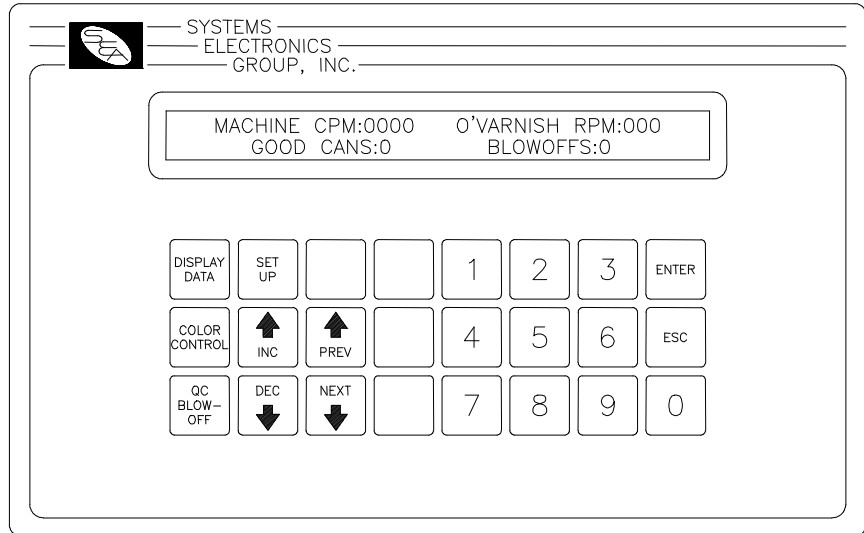 SYSTEMS
ELECTRONICS
GROUP, INC.
SEA
MACHINE CPM:0000 O'VARNISH RPM:000
GOOD CANS:0 BLOWOFFS:0
DISPLAY DATA
SET UP
1
2
3
ENTER
COLOR CONTROL
INC
PREV
4
5
6
ESC
QC BLOW-OFF
DEC
NEXT
7
8
9
0